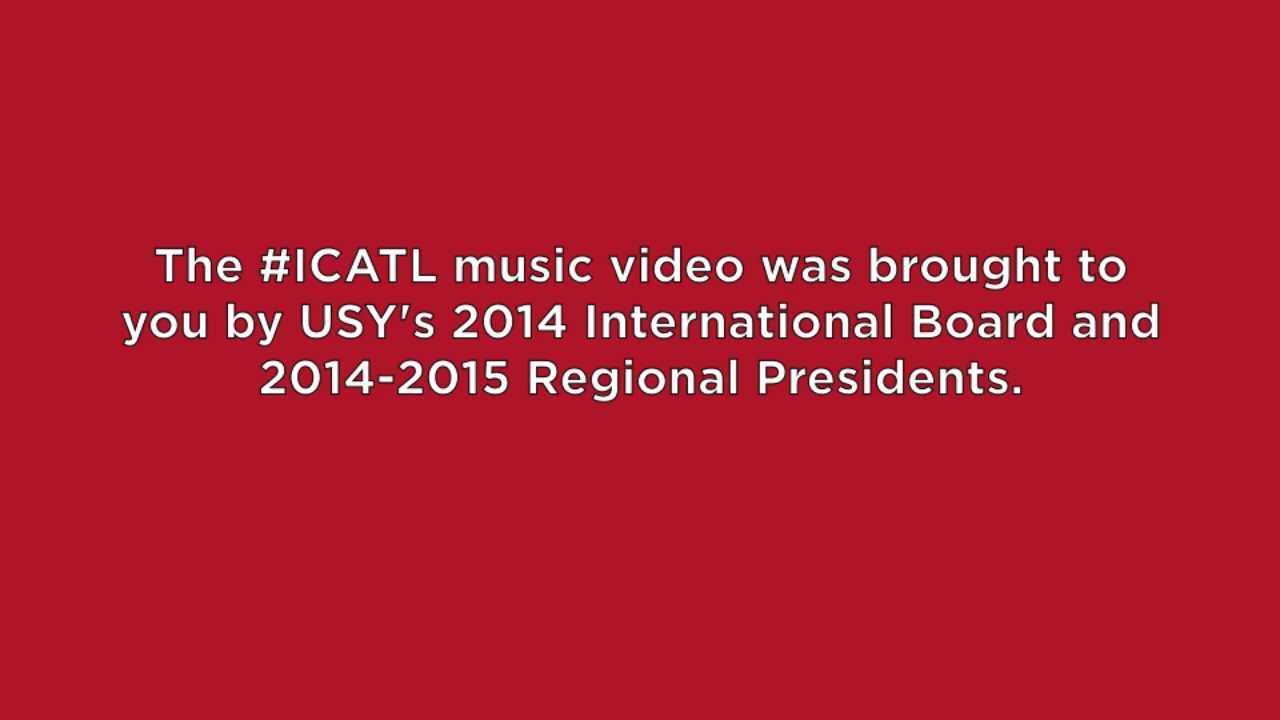 The #ICATL music video was brought to
you by USY's 2014 International Board and
2014-2015 Regional Presidents.